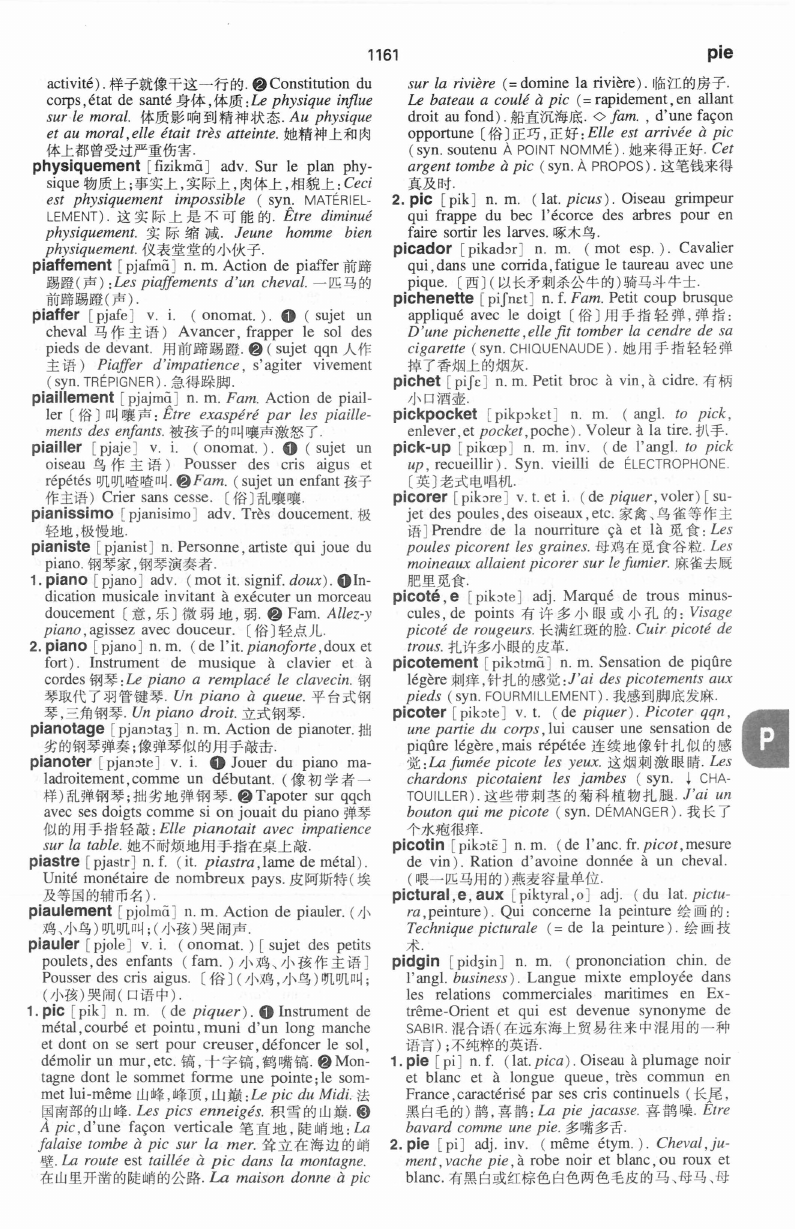 1161
pie
activité). 样子就像干这一行的. ❷ Constitution du
corps, état de santé 身体,体质: Le physique influe
sur le moral. 体质影响到精神状态. Au physique
et au moral, elle était très atteinte. 她精神上和肉
体上都曾受过严重伤害.
physiquement [fizikmɑ̃] adv. Sur le plan phy-
sique 物质上;事实上,实际上,肉体上,相貌上: Ceci
est physiquement impossible ( syn. MATÉRIEL-
LEMENT). 这实际上是不可能的. Être diminué
physiquement. 实际缩减. Jeune homme bien
physiquement. 仪表堂堂的小伙子.
piaffement [pjafmɑ̃] n. m. Action de piaffer 前蹄
踢蹬(声): Les piaffements d'un cheval. 一匹马的
前蹄踢蹬(声).
piaffer [pjafe] v. i. (onomat.). ❶ ( sujet un
cheval 马作主语) Avancer, frapper le sol des
pieds de devant. 用前蹄踢蹬. ❷ (sujet qqn 人作
主语) Piaffer d'impatience, s'agiter vivement
(syn. TRÉPIGNER). 急得跺脚.
piaillement [pjajmɑ̃] n. m. Fam. Action de piail-
ler 〔俗〕叫嚷声: Être exaspéré par les piaille-
ments des enfants. 被孩子的叫嚷声激怒了.
piailler [pjaje] v. i. (onomat.). ❶ ( sujet un
oiseau 鸟作主语) Pousser des cris aigus et
répétés 叽叽喳喳叫. ❷ Fam. (sujet un enfant 孩子
作主语) Crier sans cesse. 〔俗〕乱嚷嚷.
pianissimo [pjanisimo] adv. Très doucement. 极
轻地,极慢地.
pianiste [pjanist] n. Personne, artiste qui joue du
piano. 钢琴家,钢琴演奏者.
1. piano [pjano] adv. (mot it. signif. doux). ❶ In-
dication musicale invitant à exécuter un morceau
doucement 〔意,乐〕微弱地,弱. ❷ Fam. Allez-y
piano, agissez avec douceur. 〔俗〕轻点儿.
2. piano [pjano] n. m. (de l'it. pianoforte, doux et
fort). Instrument de musique à clavier et à
cordes 钢琴: Le piano a remplacé le clavecin. 钢
琴取代了羽管键琴. Un piano à queue. 平台式钢
琴,三角钢琴. Un piano droit. 立式钢琴.
pianotage [pjanɔtaʒ] n. m. Action de pianoter. 拙
劣的钢琴弹奏;像弹琴似的用手敲击.
pianoter [pjanɔte] v. i. ❶ Jouer du piano ma-
ladroitement, comme un débutant. (像初学者一
样)乱弹钢琴;拙劣地弹钢琴. ❷ Tapoter sur qqch
avec ses doigts comme si on jouait du piano 弹琴
似的用手指轻敲: Elle pianotait avec impatience
sur la table. 她不耐烦地用手指在桌上敲.
piastre [pjastr] n. f. (it. piastra, lame de métal).
Unité monétaire de nombreux pays. 皮阿斯特(埃
及等国的辅币名).
piaulement [pjolmɑ̃] n. m. Action de piauler. (小
鸡、小鸟)叽叽叫;(小孩)哭闹声.
piauler [pjole] v. i. (onomat.) [ sujet des petits
poulets, des enfants (fam.) 小鸡、小孩作主语]
Pousser des cris aigus. 〔俗〕(小鸡,小鸟)叽叽叫;
(小孩)哭闹(口语中).
1. pic [pik] n. m. (de piquer). ❶ Instrument de
métal, courbé et pointu, muni d'un long manche
et dont on se sert pour creuser, défoncer le sol,
démolir un mur, etc. 镐,十字镐,鹤嘴镐. ❷ Mon-
tagne dont le sommet forme une pointe; le som-
met lui-même 山峰,峰顶,山巅: Le pic du Midi. 法
国南部的山峰. Les pics enneigés. 积雪的山巅. ❸
À pic, d'une façon verticale 笔直地,陡峭地: La
falaise tombe à pic sur la mer. 耸立在海边的峭
壁. La route est taillée à pic dans la montagne.
在山里开凿的陡峭的公路. La maison donne à pic
sur la rivière (= domine la rivière). 临江的房子.
Le bateau a coulé à pic (= rapidement, en allant
droit au fond). 船直沉海底. ◇ fam. , d'une façon
opportune 〔俗〕正巧,正好: Elle est arrivée à pic
(syn. soutenu À POINT NOMMÉ). 她来得正好. Cet
argent tombe à pic (syn. À PROPOS). 这笔钱来得
真及时.
2. pic [pik] n. m. (lat. picus). Oiseau grimpeur
qui frappe du bec l'écorce des arbres pour en
faire sortir les larves. 啄木鸟.
picador [pikadɔr] n. m. (mot esp.). Cavalier
qui, dans une corrida, fatigue le taureau avec une
pique. 〔西〕(以长矛刺杀公牛的)骑马斗牛士.
pichenette [piʃnɛt] n. f. Fam. Petit coup brusque
appliqué avec le doigt 〔俗〕用手指轻弹,弹指:
D'une pichenette, elle fit tomber la cendre de sa
cigarette (syn. CHIQUENAUDE). 她用手指轻轻弹
掉了香烟上的烟灰.
pichet [piʃɛ] n. m. Petit broc à vin, à cidre. 有柄
小口酒壶.
pickpocket [pikpɔkɛt] n. m. (angl. to pick,
enlever, et pocket, poche). Voleur à la tire. 扒手.
pick-up [pikœp] n. m. inv. (de l'angl. to pick
up, recueillir). Syn. vieilli de ÉLECTROPHONE.
〔英〕老式电唱机.
picorer [pikɔre] v. t. et i. (de piquer, voler) [su-
jet des poules, des oiseaux, etc. 家禽、鸟雀等作主
语] Prendre de la nourriture çà et là 觅食: Les
poules picorent les graines. 母鸡在觅食谷粒. Les
moineaux allaient picorer sur le fumier. 麻雀去厩
肥里觅食.
picoté, e [pikɔte] adj. Marqué de trous minus-
cules, de points 有许多小眼或小孔的: Visage
picoté de rougeurs. 长满红斑的脸. Cuir picoté de
trous. 扎许多小眼的皮革.
picotement [pikɔtmɑ̃] n. m. Sensation de piqûre
légère 刺痒,针扎的感觉: J'ai des picotements aux
pieds (syn. FOURMILLEMENT). 我感到脚底发麻.
picoter [pikɔte] v. t. (de piquer). Picoter qqn,
une partie du corps, lui causer une sensation de
piqûre légère, mais répétée 连续地像针扎似的感
觉: La fumée picote les yeux. 这烟刺激眼睛. Les
chardons picotaient les jambes ( syn. ↓ CHA-
TOUILLER). 这些带刺茎的菊科植物扎腿. J'ai un
bouton qui me picote (syn. DÉMANGER). 我长了
个水疱很痒.
picotin [pikɔtɛ̃] n. m. (de l'anc. fr. picot, mesure
de vin). Ration d'avoine donnée à un cheval.
(喂一匹马用的)燕麦容量单位.
pictural, e, aux [piktyral, o] adj. (du lat. pictu-
ra, peinture). Qui concerne la peinture 绘画的:
Technique picturale (= de la peinture). 绘画技
术.
pidgin [pidʒin] n. m. ( prononciation chin. de
l'angl. business). Langue mixte employée dans
les relations commerciales maritimes en Ex-
trême-Orient et qui est devenue synonyme de
SABIR. 混合语(在远东海上贸易往来中混用的一种
语言);不纯粹的英语.
1. pie [pi] n. f. (lat. pica). Oiseau à plumage noir
et blanc et à longue queue, très commun en
France, caractérisé par ses cris continuels (长尾,
黑白毛的)鹊,喜鹊: La pie jacasse. 喜鹊噪. Être
bavard comme une pie. 多嘴多舌.
2. pie [pi] adj. inv. (même étym.). Cheval, ju-
ment, vache pie, à robe noir et blanc, ou roux et
blanc. 有黑白或红棕色白色两色毛皮的马、母马、母
P